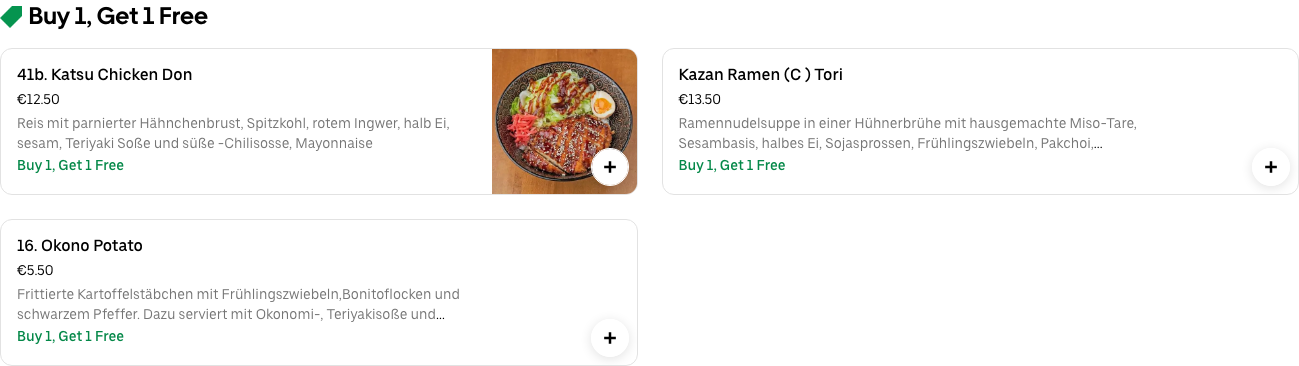 Buy 1, Get 1 Free
41b. Katsu Chicken Don
€12.50
Reis mit parnierter Hähnchenbrust, Spitzkohl, rotem Ingwer, halb Ei,
sesam, Teriyaki Soße und süße -Chilisosse, Mayonnaise
Buy 1, Get 1 Free
Kazan Ramen (C ) Tori
€13.50
Ramennudelsuppe in einer Hühnerbrühe mit hausgemachte Miso-Tare,
Sesambasis, halbes Ei, Sojasprossen, Frühlingszwiebeln, Pakchoi,...
Buy 1, Get 1 Free
16. Okono Potato
€5.50
Frittierte Kartoffelstäbchen mit Frühlingszwiebeln,Bonitoflocken und
schwarzem Pfeffer. Dazu serviert mit Okonomi-, Teriyakisoße und...
Buy 1, Get 1 Free